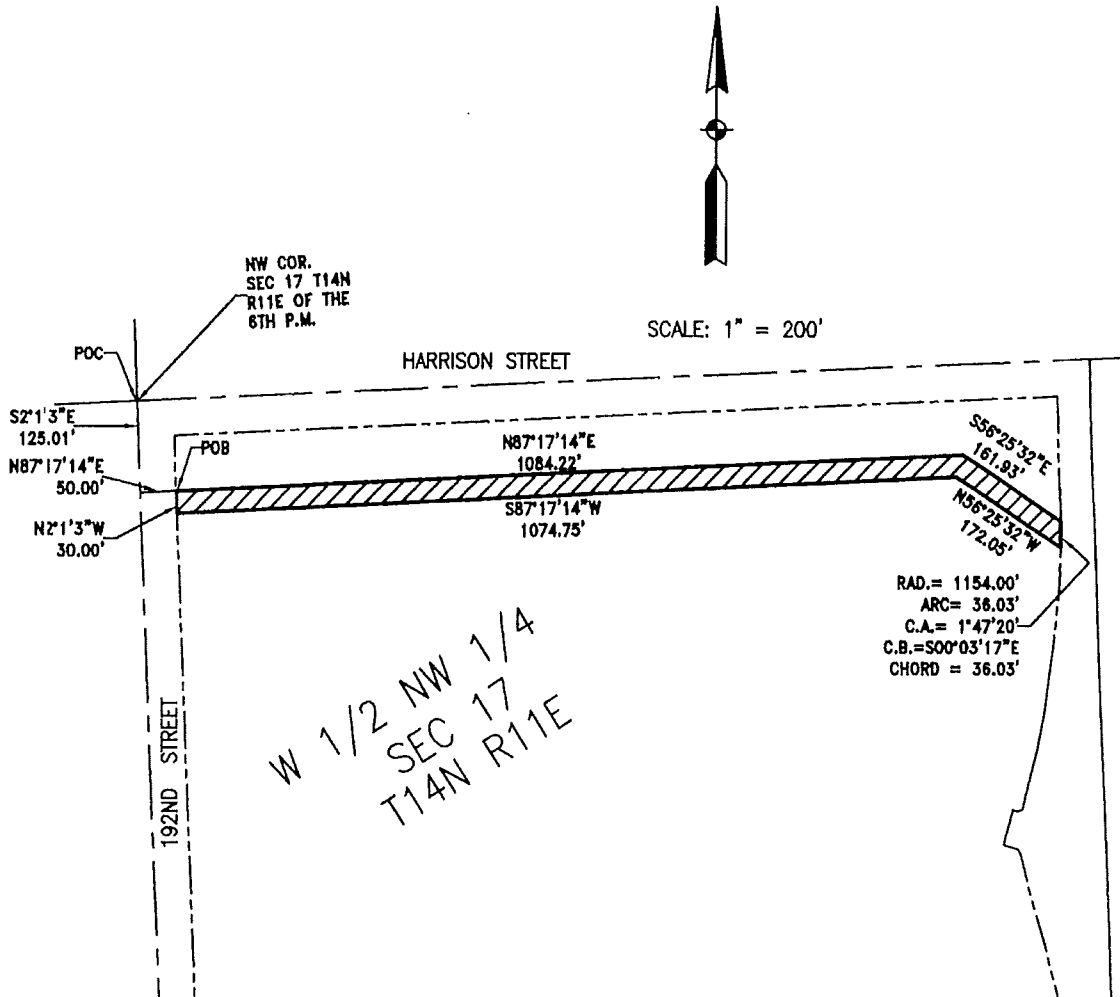 NW COR.
SEC 17 T14N
R11E OF THE
6TH P.M.
SCALE: 1" = 200'
POC
HARRISON STREET
S2°1'3"E
125.01'
POB
N87°17'14"E
50.00'
N87°17'14"E
1084.22'
S56°25'32"E
161.93'
S87°17'14"W
1074.75'
N56°25'32"W
172.05'
N2°1'3"W
30.00'
RAD.= 1154.00'
ARC= 36.03'
C.A.= 1°47'20"
C.B.=S00°03'17"E
CHORD = 36.03'
W 1/2 NW 1/4
SEC 17
T14N R11E
192ND STREET